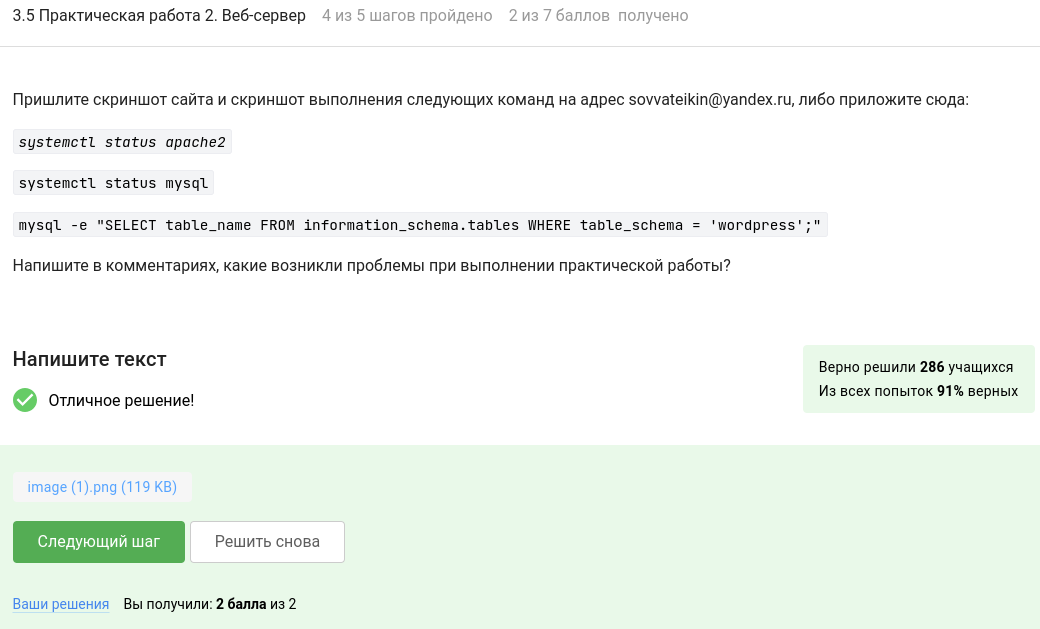 3.5 Практическая работа 2. Веб-сервер 4 из 5 шагов пройдено 2 из 7 баллов получено
Пришлите скриншот сайта и скриншот выполнения следующих команд на адрес sovvateikin@yandex.ru, либо приложите сюда:
systemctl status apache2
systemctl status mysql
mysql -e "SELECT table_name FROM information_schema.tables WHERE table_schema = 'wordpress';"
Напишите в комментариях, какие возникли проблемы при выполнении практической работы?
Напишите текст
Отличное решение!
Верно решили 286 учащихся
Из всех попыток 91% верных
image (1).png (119 KB)
Следующий шаг Решить снова
Ваши решения Вы получили: 2 балла из 2